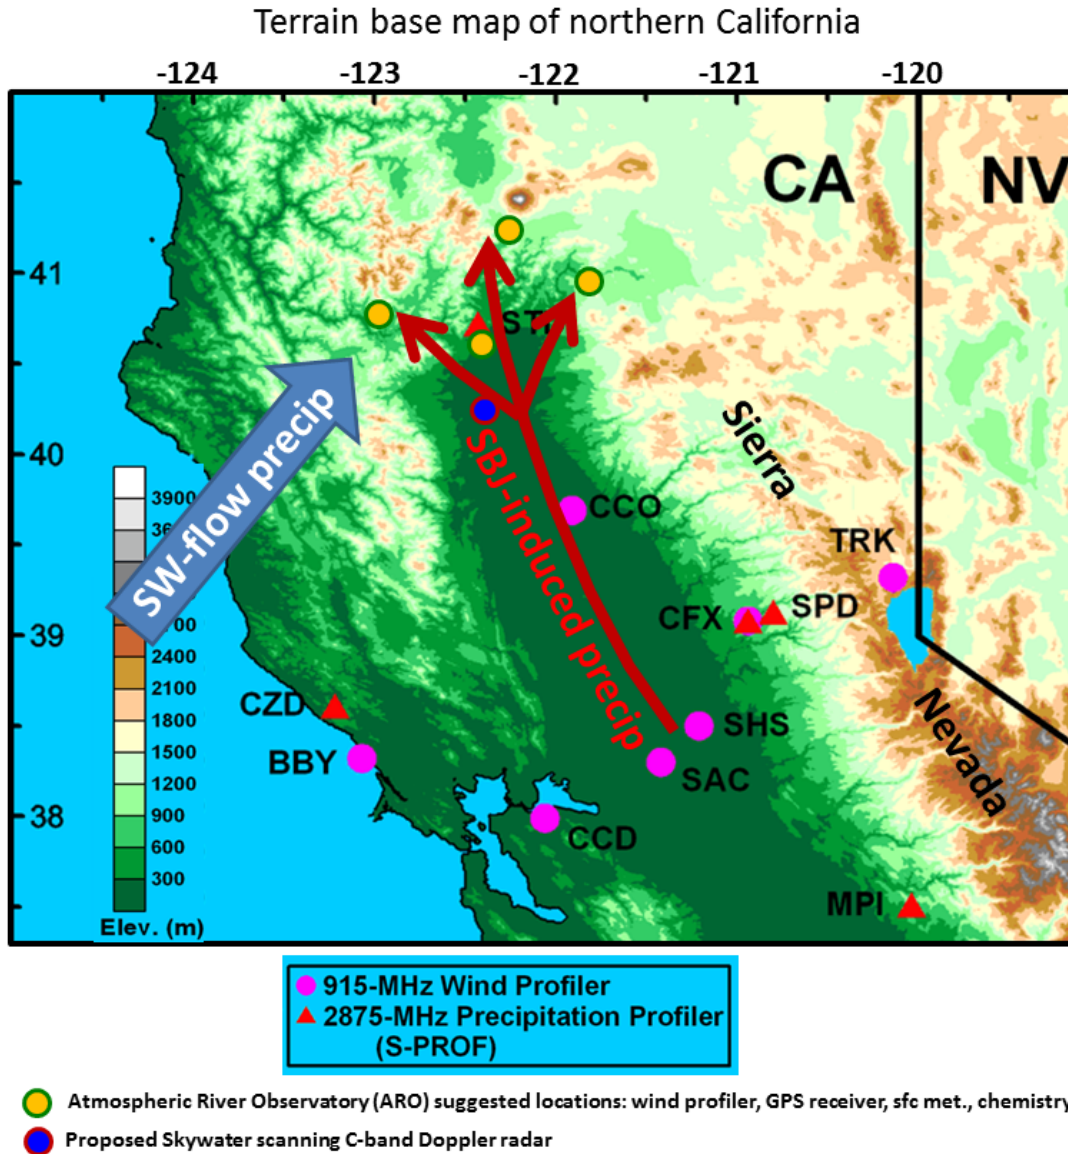 Terrain base map of northern California
-124 -123 -122 -121 -120
CA NV
41
40
39
38
SW-flow precip
SBJ-induced precip
Sierra
Nevada
CCO
TRK
CFX
SPD
CZD
SHS
BBY
SAC
CCD
MPI
3900
2400
2100
1800
1500
1200
900
600
300
Elev. (m)
915-MHz Wind Profiler
2875-MHz Precipitation Profiler
(S-PROF)
Atmospheric River Observatory (ARO) suggested locations: wind profiler, GPS receiver, sfc met., chemistry
Proposed Skywater scanning C-band Doppler radar